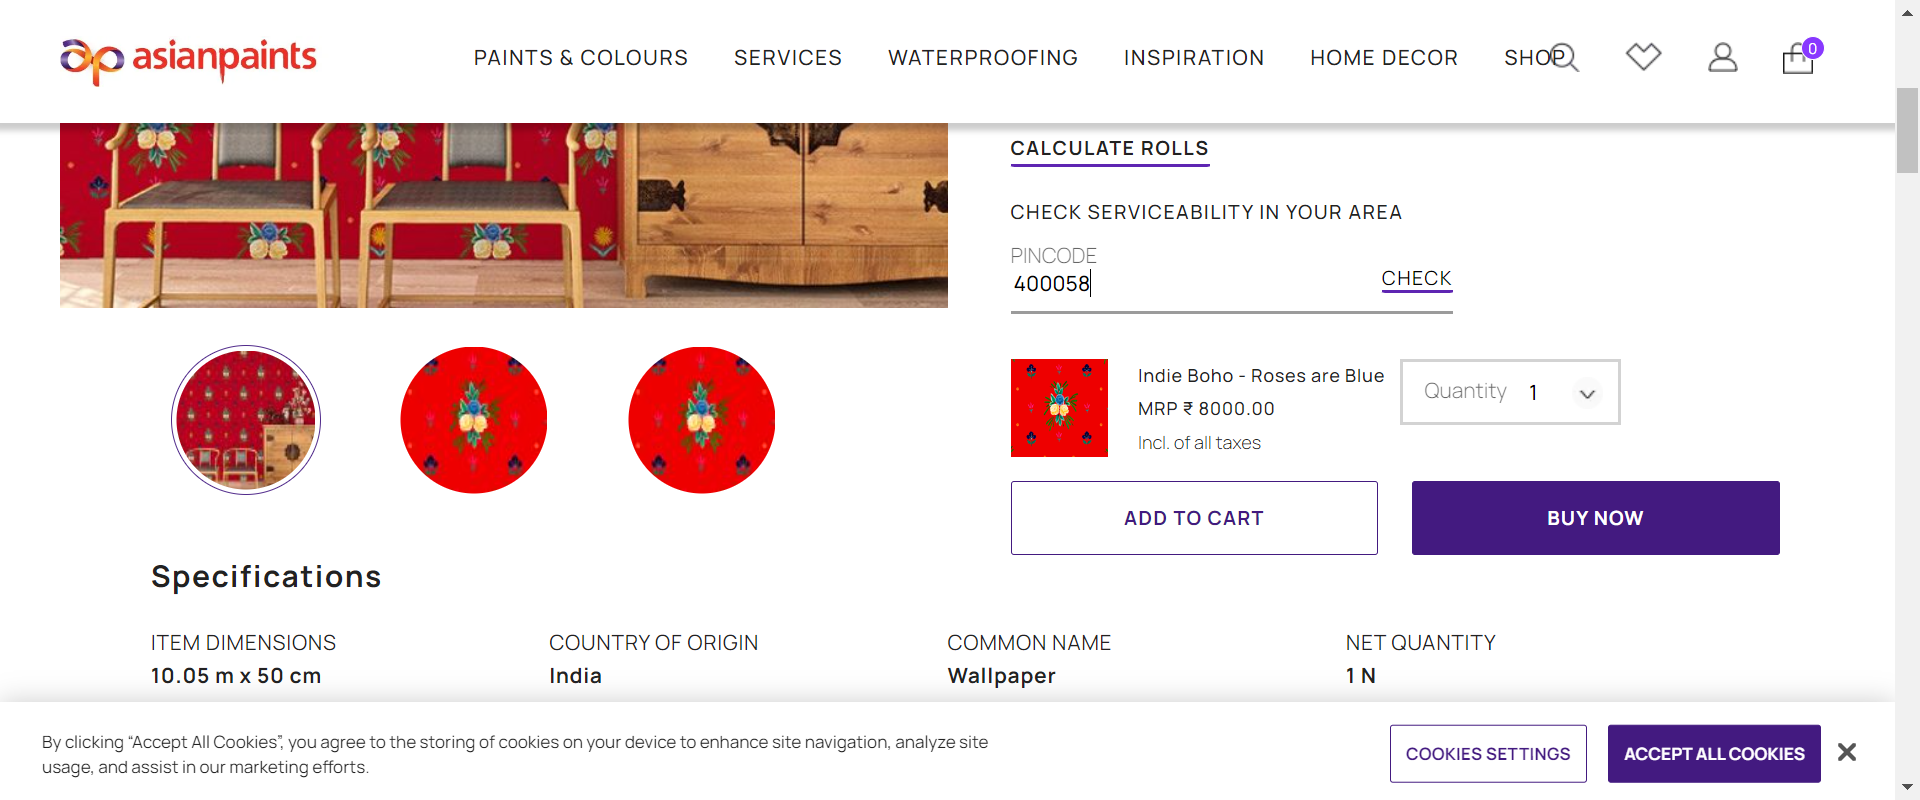 asianpaints
PAINTS & COLOURS SERVICES WATERPROOFING INSPIRATION HOME DECOR SHOP 0
CALCULATE ROLLS
CHECK SERVICEABILITY IN YOUR AREA
PINCODE
400058
CHECK
Indie Boho - Roses are Blue
MRP ₹ 8000.00
Incl. of all taxes
Quantity 1
ADD TO CART BUY NOW
Specifications
ITEM DIMENSIONS COUNTRY OF ORIGIN COMMON NAME NET QUANTITY
10.05 m x 50 cm India Wallpaper 1 N
By clicking “Accept All Cookies”, you agree to the storing of cookies on your device to enhance site navigation, analyze site
usage, and assist in our marketing efforts.
COOKIES SETTINGS ACCEPT ALL COOKIES